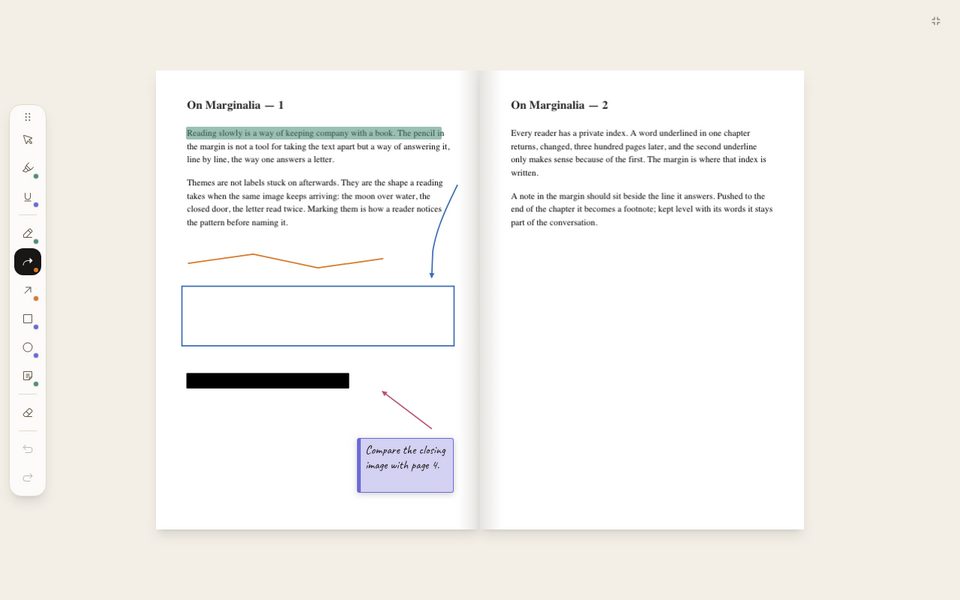 On Marginalia — 1
Reading slowly is a way of keeping company with a book. The pencil in
the margin is not a tool for taking the text apart but a way of answering it,
line by line, the way one answers a letter.
Themes are not labels stuck on afterwards. They are the shape a reading
takes when the same image keeps arriving: the moon over water, the
closed door, the letter read twice. Marking them is how a reader notices
the pattern before naming it.
Compare the closing
image with page 4.
On Marginalia — 2
Every reader has a private index. A word underlined in one chapter
returns, changed, three hundred pages later, and the second underline
only makes sense because of the first. The margin is where that index is
written.
A note in the margin should sit beside the line it answers. Pushed to the
end of the chapter it becomes a footnote; kept level with its words it stays
part of the conversation.